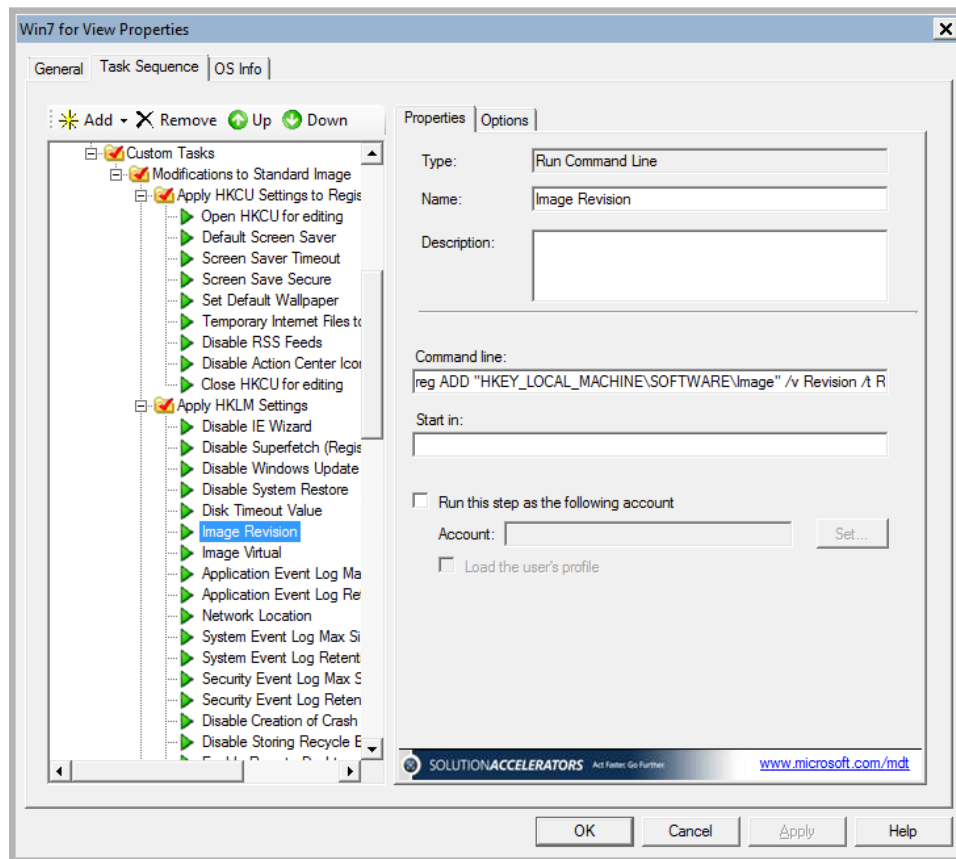 Win7 for View Properties
General Task Sequence OS Info
Add Remove Up Down
Custom Tasks
Modifications to Standard Image
Apply HKCU Settings to Regis
Open HKCU for editing
Default Screen Saver
Screen Saver Timeout
Screen Save Secure
Set Default Wallpaper
Temporary Internet Files to
Disable RSS Feeds
Disable Action Center Icon
Close HKCU for editing
Apply HKLM Settings
Disable IE Wizard
Disable Superfetch (Regis
Disable Windows Update
Disable System Restore
Disk Timeout Value
Image Revision
Image Virtual
Application Event Log Ma
Application Event Log Ret
Network Location
System Event Log Max Si
System Event Log Retenti
Security Event Log Max S
Security Event Log Reten
Disable Creation of Crash
Disable Storing Recycle B
Properties Options
Type: Run Command Line
Name: Image Revision
Description:
Command line:
reg ADD "HKEY_LOCAL_MACHINE\SOFTWARE\Image" /v Revision /t R
Start in:
Run this step as the following account
Account: Set...
Load the user's profile
SOLUTIONACCELERATORS Act Faster. Go Further. www.microsoft.com/mdt
OK Cancel Apply Help